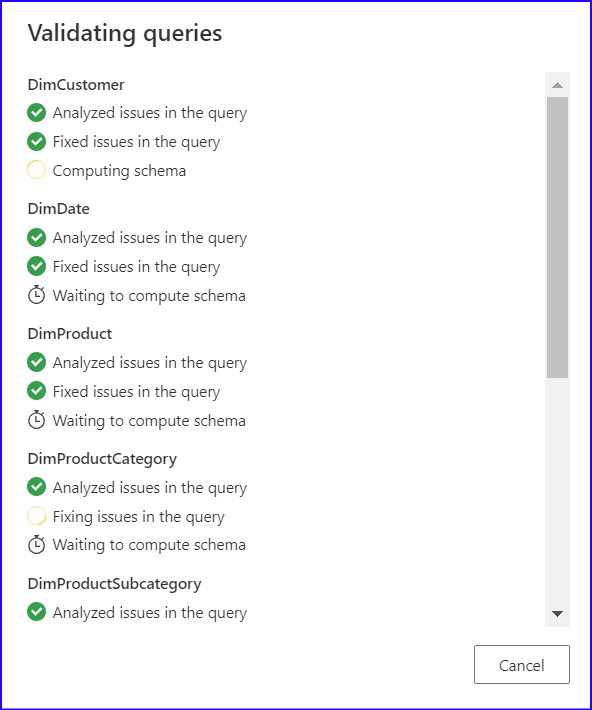 Validating queries
DimCustomer
Analyzed issues in the query
Fixed issues in the query
Computing schema
DimDate
Analyzed issues in the query
Fixed issues in the query
Waiting to compute schema
DimProduct
Analyzed issues in the query
Fixed issues in the query
Waiting to compute schema
DimProductCategory
Analyzed issues in the query
Fixing issues in the query
Waiting to compute schema
DimProductSubcategory
Analyzed issues in the query
Cancel